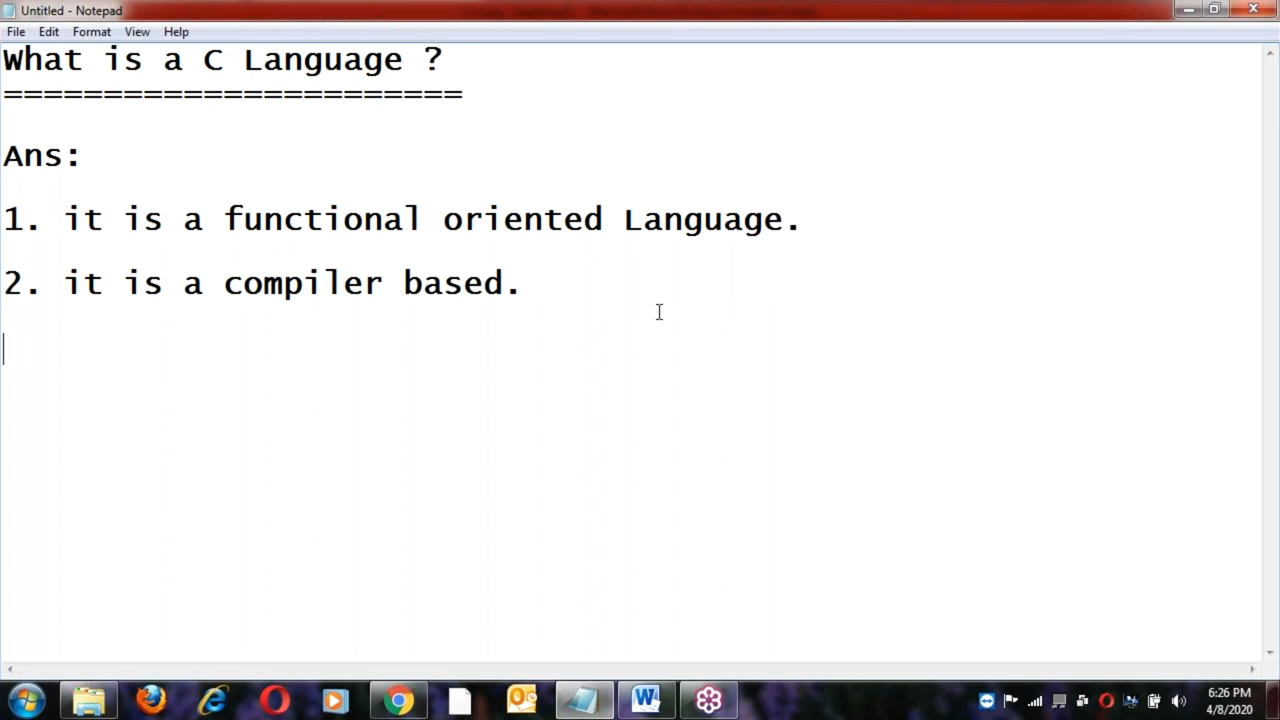 Untitled - Notepad
File Edit Format View Help
What is a C Language ?
=======================
Ans:
1. it is a functional oriented Language.
2. it is a compiler based.
6:26 PM
4/8/2020